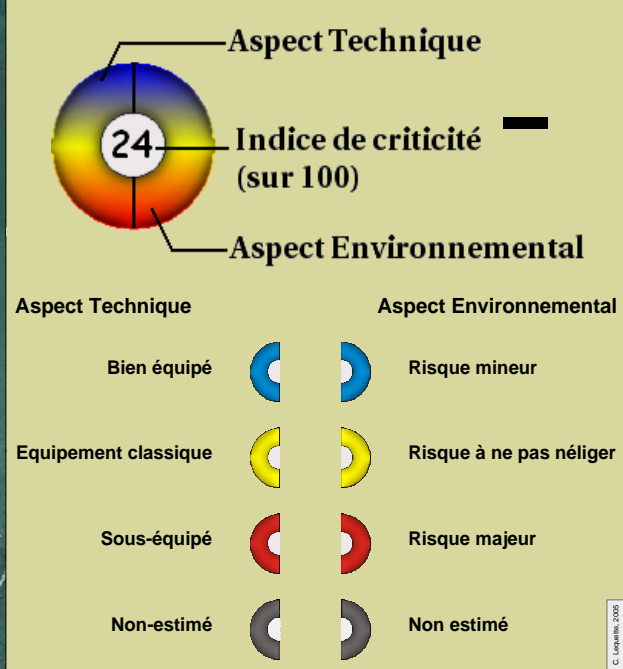 Aspect Technique
24
Indice de criticité
(sur 100)
Aspect Environnemental
Aspect Technique
Aspect Environnemental
Bien équipé
Risque mineur
Equipement classique
Risque à ne pas néliger
Sous-équipé
Risque majeur
Non-estimé
Non estimé
C. Lequette, 2005